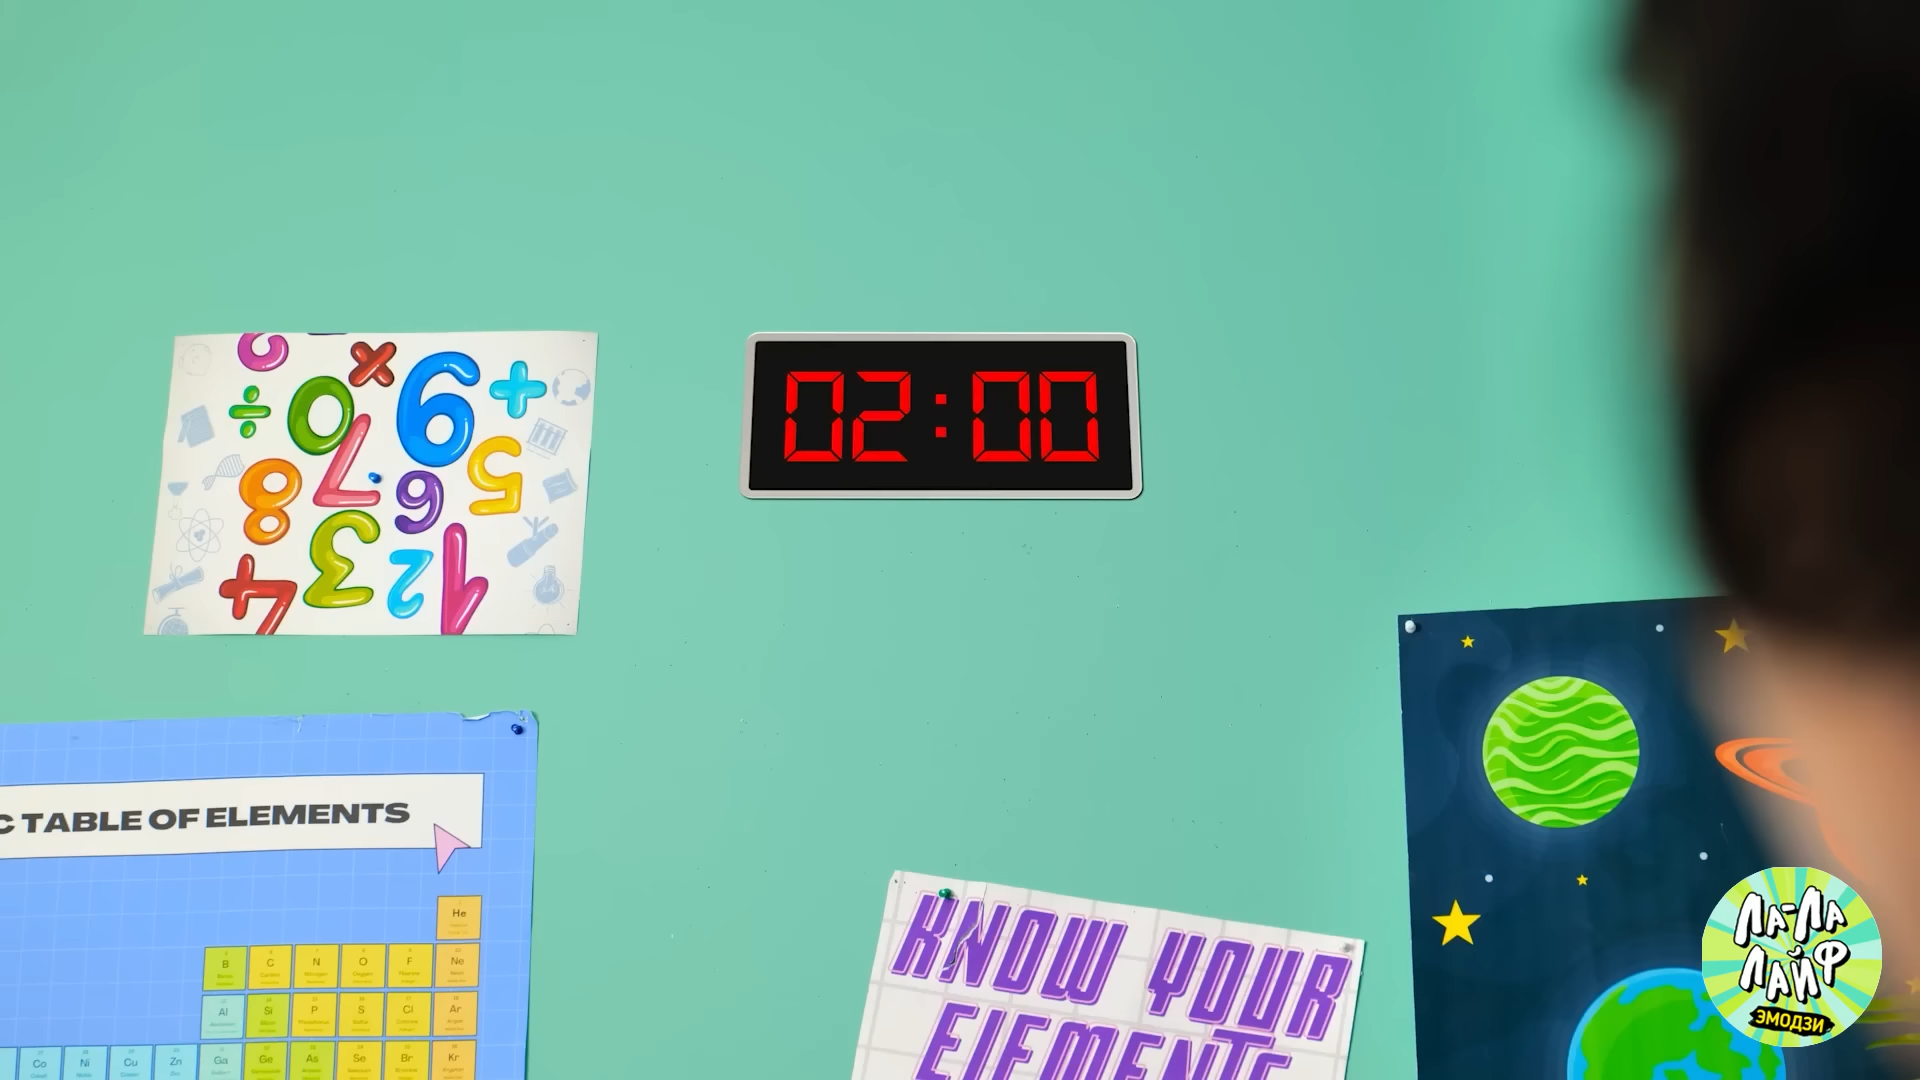 02:00
C TABLE OF ELEMENTS
He
B C N O F Ne
Al Si P S Cl Ar
Co Ni Cu Zn Ga Ge As Se Br Kr
KNOW YOUR
ELEMENTS
ЛА-ЛА
ЛАЙФ
ЭМОДЗИ